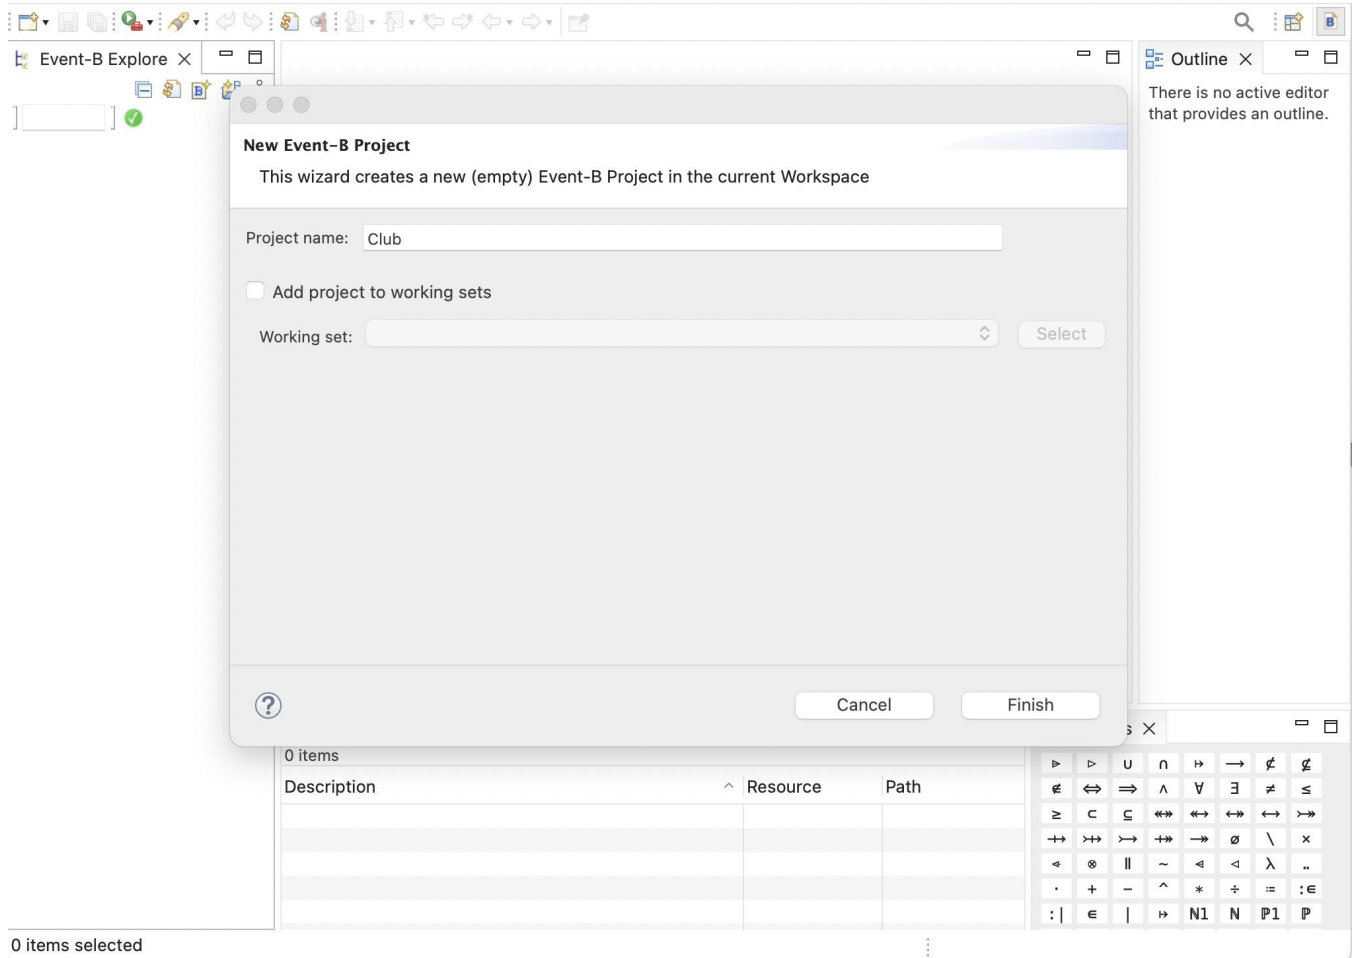 Event-B Explore
Outline
There is no active editor
that provides an outline.
New Event-B Project
This wizard creates a new (empty) Event-B Project in the current Workspace
Project name:
Club
Add project to working sets
Working set:
Select
Cancel
Finish
s
0 items
Description
Resource
Path
⩥ ▷ ∪ ∩ ↦ → ⊄ ⊈
∉ ⇔ ⇒ ∧ ∀ ∃ ≠ ≤
≥ ⊂ ⊆ ↔ ⤖
⇸ ⤔ ↣ ⤀ ↠ ∅ \ ×
⊗ ∥ ∼ ⩤ ◁ λ ‥
· + − ^ ∗ ÷ ≔ :∈
:| ∈ ∣ ↦ ℕ1 ℕ ℙ1 ℙ
0 items selected